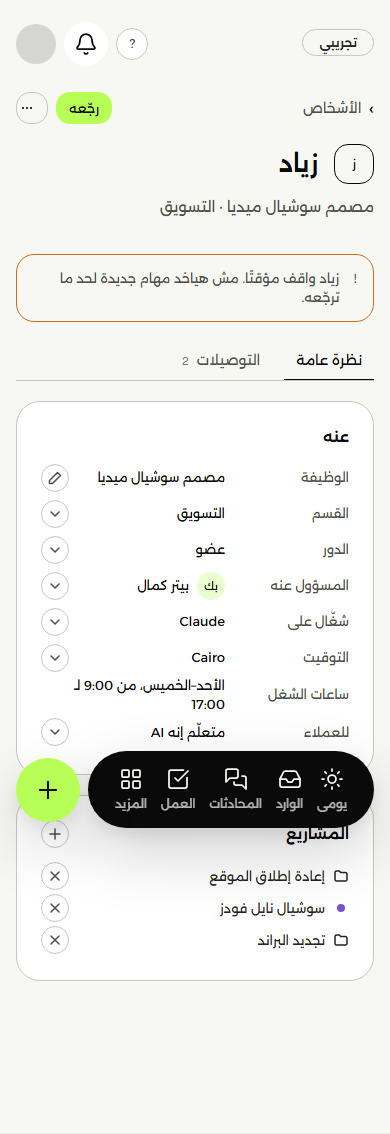 تجريبي
?
‹ الأشخاص
رجّعه
...
ز
زياد
مصمم سوشيال ميديا · التسويق
! زياد واقف مؤقتًا. مش هياخد مهام جديدة لحد ما
ترجّعه.
نظرة عامة
التوصيلات 2
عنه
الوظيفة مصمم سوشيال ميديا
القسم التسويق
الدور عضو
المسؤول عنه بك بيتر كمال
شغّال على Claude
التوقيت Cairo
ساعات الشغل الأحد–الخميس، من 9:00 لـ
17:00
للعملاء متعلّم إنه AI
يومي
الوارد
المحادثات
العمل
المزيد
المشاريع
إعادة إطلاق الموقع
سوشيال نايل فودز
تجديد البراند